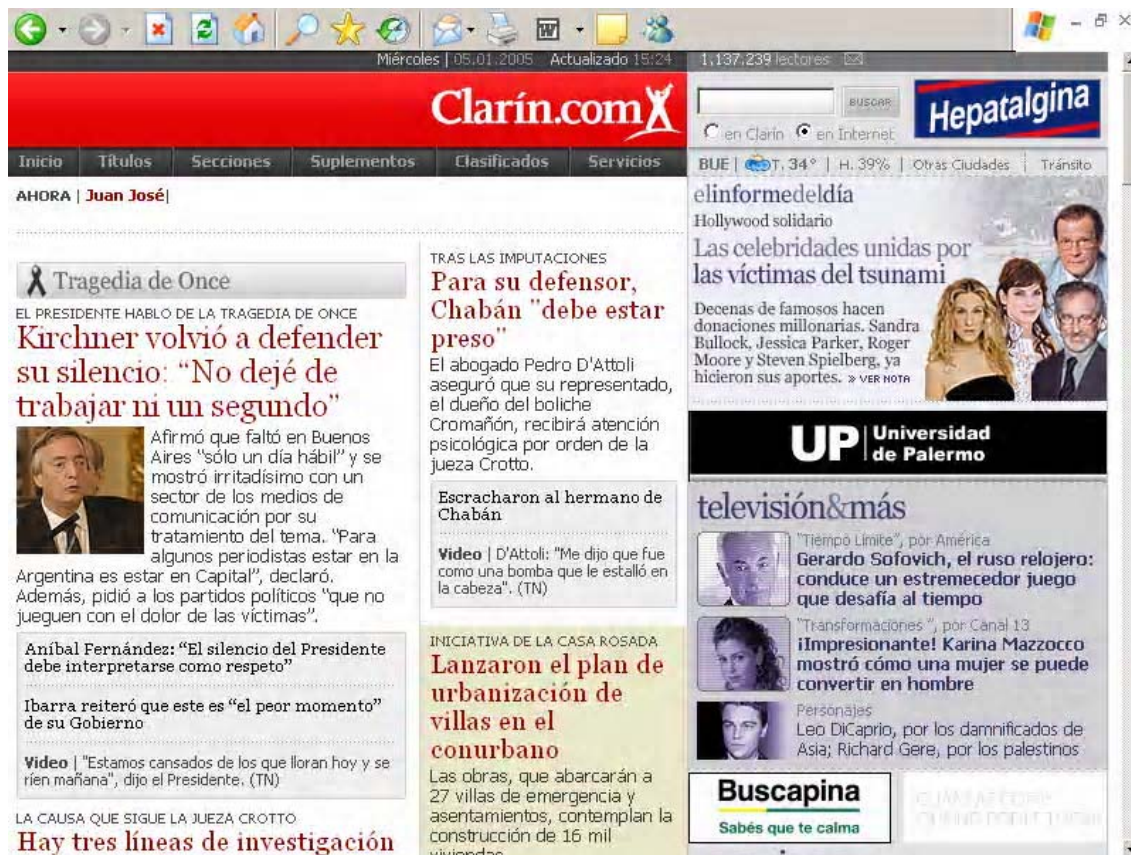 Miércoles | 05.01.2005 Actualizado 15:24
1,137,239 lectores
Clarín.com
BUSCAR
en Clarín en Internet
Hepatalgina
Inicio Títulos Secciones Suplementos Clasificados Servicios
BUE | T. 34° | H. 39% | Otras Ciudades Tránsito
AHORA | Juan José|
Tragedia de Once
EL PRESIDENTE HABLO DE LA TRAGEDIA DE ONCE
Kirchner volvió a defender
su silencio: “No dejé de
trabajar ni un segundo”
Afirmó que faltó en Buenos
Aires "sólo un día hábil" y se
mostró irritadísimo con un
sector de los medios de
comunicación por su
tratamiento del tema. "Para
algunos periodistas estar en la
Argentina es estar en Capital", declaró.
Además, pidió a los partidos políticos "que no
jueguen con el dolor de las víctimas".
Aníbal Fernández: “El silencio del Presidente
debe interpretarse como respeto”
Ibarra reiteró que este es “el peor momento”
de su Gobierno
Video | "Estamos cansados de los que lloran hoy y se
ríen mañana", dijo el Presidente. (TN)
LA CAUSA QUE SIGUE LA JUEZA CROTTO
Hay tres líneas de investigación
TRAS LAS IMPUTACIONES
Para su defensor,
Chabán "debe estar
preso"
El abogado Pedro D'Attoli
aseguró que su representado,
el dueño del boliche
Cromañón, recibirá atención
psicológica por orden de la
jueza Crotto.
Escracharon al hermano de
Chabán
Video | D'Attoli: "Me dijo que fue
como una bomba que le estalló en
la cabeza". (TN)
INICIATIVA DE LA CASA ROSADA
Lanzaron el plan de
urbanización de
villas en el
conurbano
Las obras, que abarcarán a
27 villas de emergencia y
asentamientos, contemplan la
construcción de 16 mil
viviendas
elinformedeldía
Hollywood solidario
Las celebridades unidas por
las víctimas del tsunami
Decenas de famosos hacen
donaciones millonarias. Sandra
Bullock, Jessica Parker, Roger
Moore y Steven Spielberg, ya
hicieron sus aportes. » VER NOTA
UP Universidad
de Palermo
televisión&más
"Tiempo Límite", por América
Gerardo Sofovich, el ruso relojero:
conduce un estremecedor juego
que desafía al tiempo
"Transformaciones ", por Canal 13
¡Impresionante! Karina Mazzocco
mostró cómo una mujer se puede
convertir en hombre
Personajes
Leo DiCaprio, por los damnificados de
Asia; Richard Gere, por los palestinos
Buscapina
Sabés que te calma